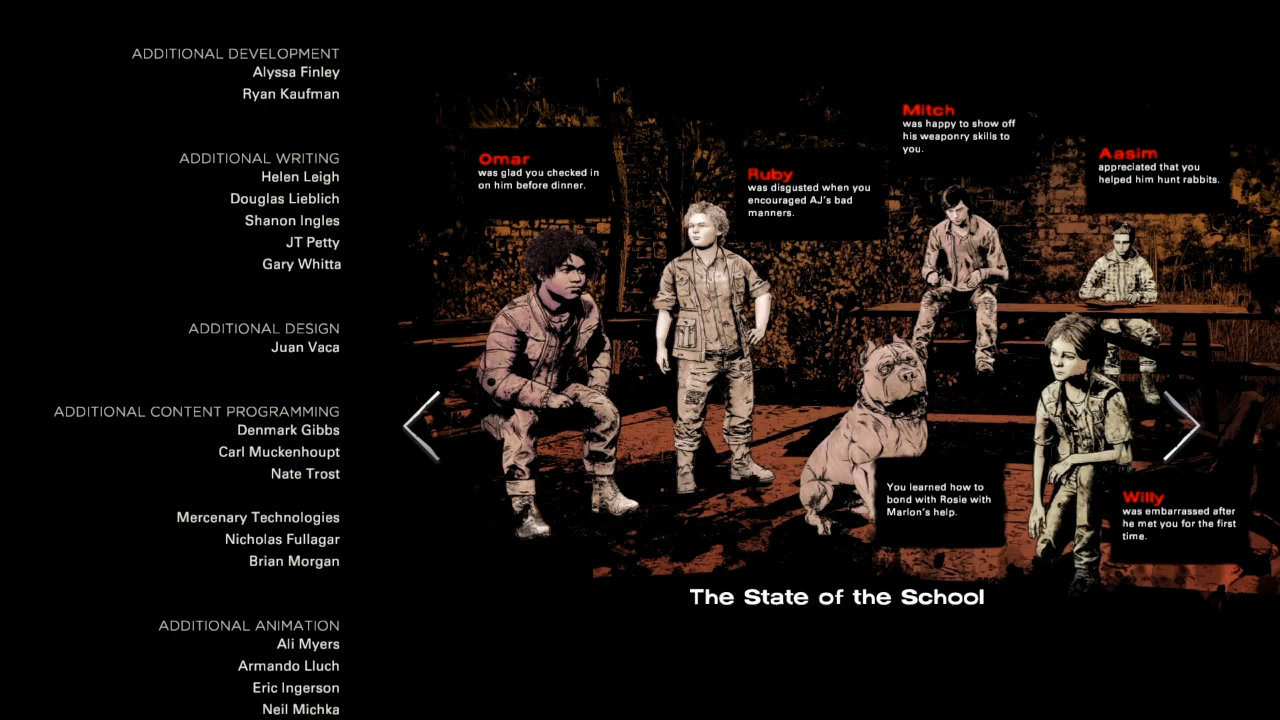 ADDITIONAL DEVELOPMENT
Alyssa Finley
Ryan Kaufman
ADDITIONAL WRITING
Helen Leigh
Douglas Lieblich
Shanon Ingles
JT Petty
Gary Whitta
ADDITIONAL DESIGN
Juan Vaca
ADDITIONAL CONTENT PROGRAMMING
Denmark Gibbs
Carl Muckenhoupt
Nate Trost
Mercenary Technologies
Nicholas Fullagar
Brian Morgan
ADDITIONAL ANIMATION
Ali Myers
Armando Lluch
Eric Ingerson
Neil Michka
Omar
was glad you checked in
on him before dinner.
Ruby
was disgusted when you
encouraged AJ's bad
manners.
Mitch
was happy to show off
his weaponry skills to
you.
Aasim
appreciated that you
helped him hunt rabbits.
You learned how to
bond with Rosie with
Marlon's help.
Willy
was embarrassed after
he met you for the first
time.
The State of the School